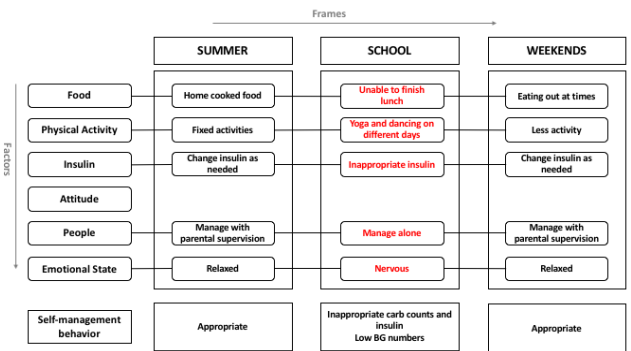 Frames
SUMMER
SCHOOL
WEEKENDS
Factors
Food
Home cooked food
Unable to finish
lunch
Eating out at times
Physical Activity
Fixed activities
Yoga and dancing on
different days
Less activity
Insulin
Change insulin as
needed
Inappropriate insulin
Change insulin as
needed
Attitude
People
Manage with
parental supervision
Manage alone
Manage with
parental supervision
Emotional State
Relaxed
Nervous
Relaxed
Self-management
behavior
Appropriate
Inappropriate carb counts and
insulin
Low BG numbers
Appropriate